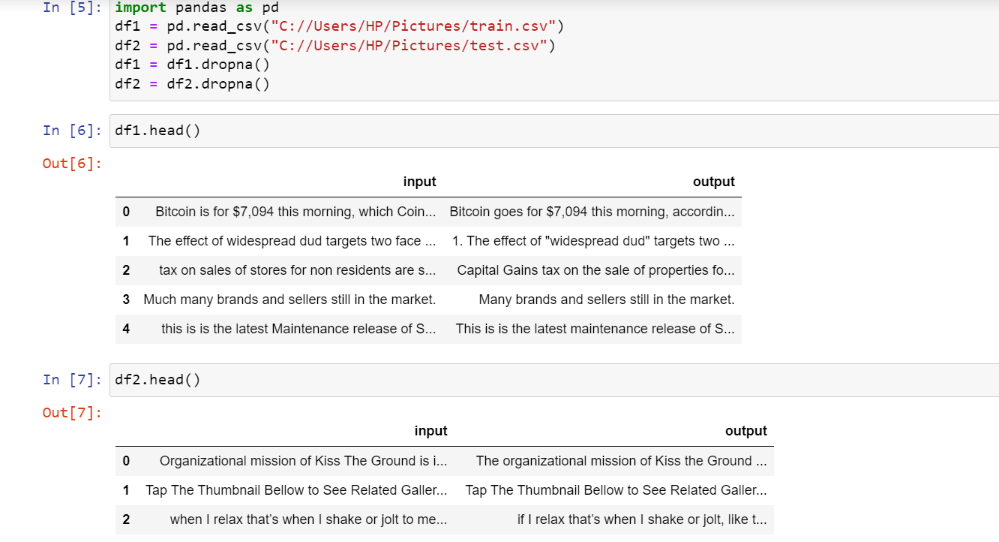 In [5]: import pandas as pd
df1 = pd.read_csv("C://Users/HP/Pictures/train.csv")
df2 = pd.read_csv("C://Users/HP/Pictures/test.csv")
df1 = df1.dropna()
df2 = df2.dropna()
In [6]: df1.head()
Out[6]:
input output
0 Bitcoin is for $7,094 this morning, which Coin... Bitcoin goes for $7,094 this morning, accordin...
1 The effect of widespread dud targets two face ... 1. The effect of "widespread dud" targets two ...
2 tax on sales of stores for non residents are s... Capital Gains tax on the sale of properties fo...
3 Much many brands and sellers still in the market. Many brands and sellers still in the market.
4 this is is the latest Maintenance release of S... This is is the latest maintenance release of S...
In [7]: df2.head()
Out[7]:
input output
0 Organizational mission of Kiss The Ground is i... The organizational mission of Kiss the Ground ...
1 Tap The Thumbnail Bellow to See Related Galler... Tap The Thumbnail Bellow to See Related Galler...
2 when I relax that’s when I shake or jolt to me... if I relax that’s when I shake or jolt, like t...